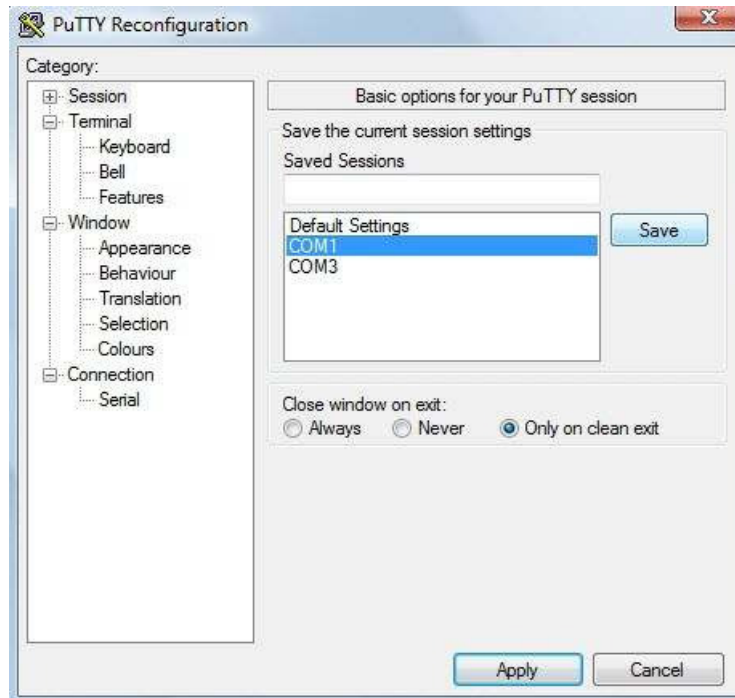 PuTTY Reconfiguration
Category:
Session
Terminal
Keyboard
Bell
Features
Window
Appearance
Behaviour
Translation
Selection
Colours
Connection
Serial
Basic options for your PuTTY session
Save the current session settings
Saved Sessions
Default Settings
COM1
COM3
Save
Close window on exit:
Always Never Only on clean exit
Apply Cancel